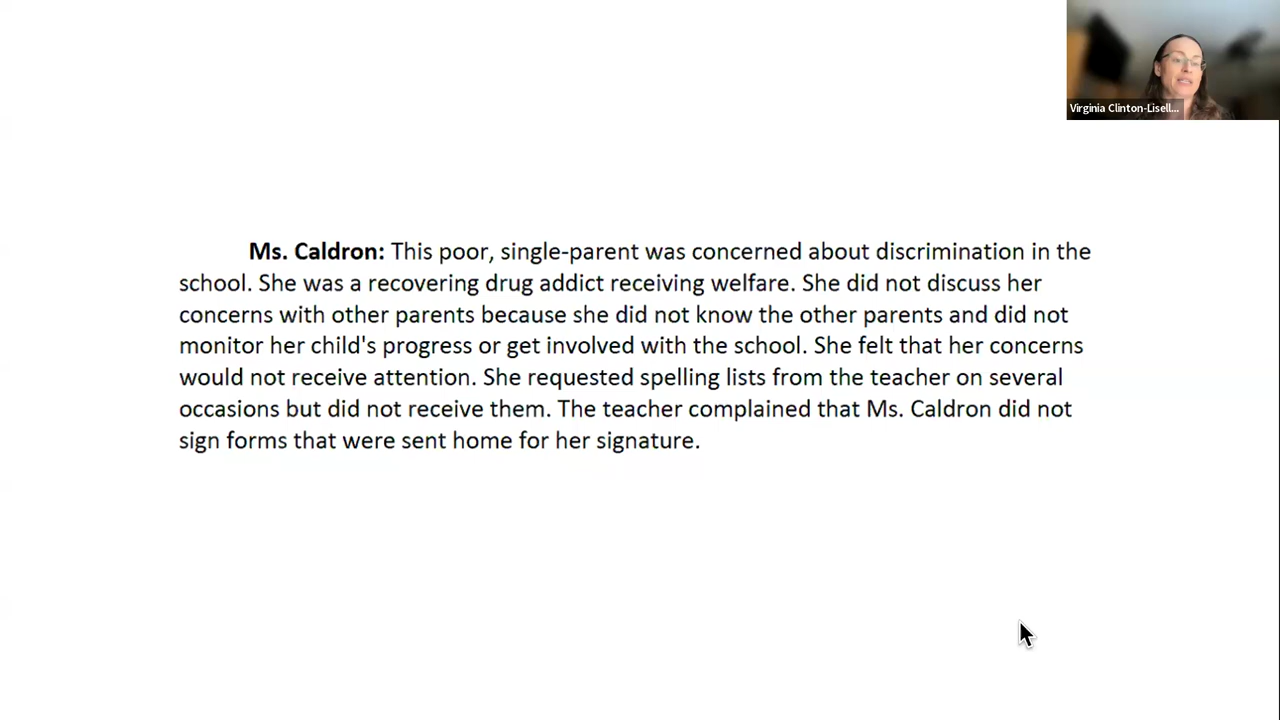 Virginia Clinton-Lisell...
Ms. Caldron: This poor, single-parent was concerned about discrimination in the
school. She was a recovering drug addict receiving welfare. She did not discuss her
concerns with other parents because she did not know the other parents and did not
monitor her child's progress or get involved with the school. She felt that her concerns
would not receive attention. She requested spelling lists from the teacher on several
occasions but did not receive them. The teacher complained that Ms. Caldron did not
sign forms that were sent home for her signature.